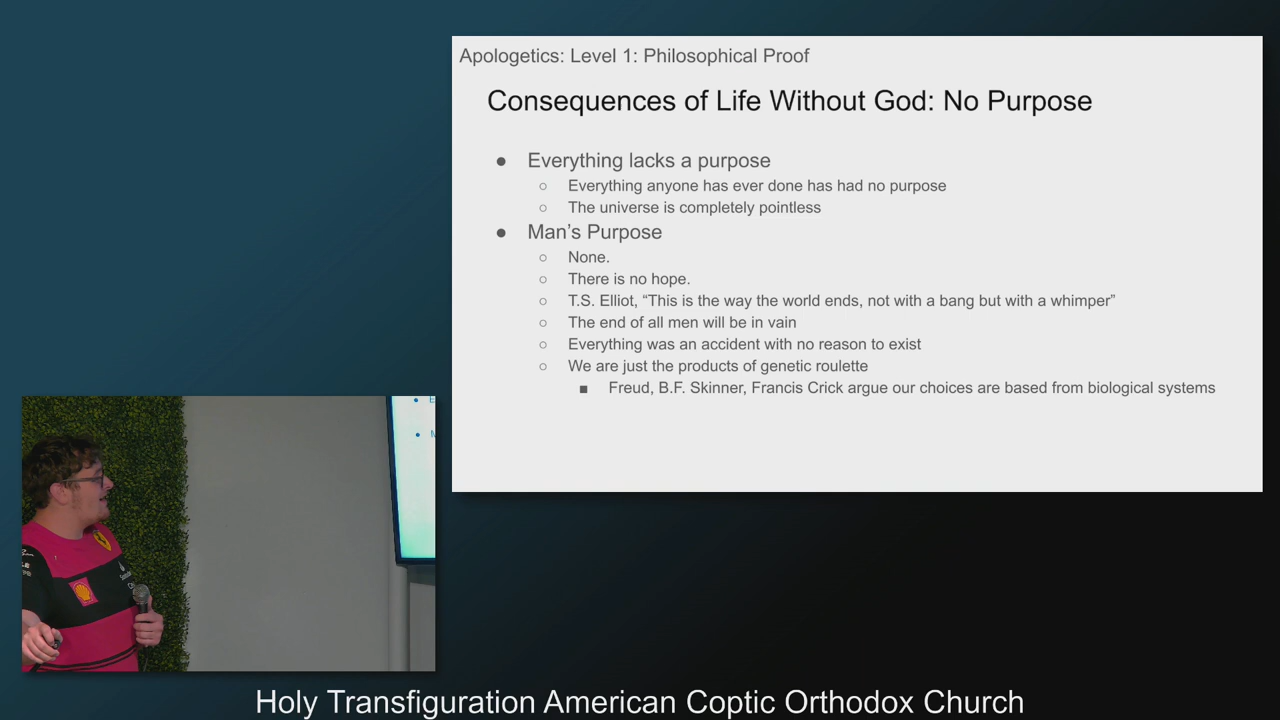 Apologetics: Level 1: Philosophical Proof
Consequences of Life Without God: No Purpose
● Everything lacks a purpose
○ Everything anyone has ever done has had no purpose
○ The universe is completely pointless
● Man’s Purpose
○ None.
○ There is no hope.
○ T.S. Elliot, “This is the way the world ends, not with a bang but with a whimper”
○ The end of all men will be in vain
○ Everything was an accident with no reason to exist
○ We are just the products of genetic roulette
■ Freud, B.F. Skinner, Francis Crick argue our choices are based from biological systems
Holy Transfiguration American Coptic Orthodox Church